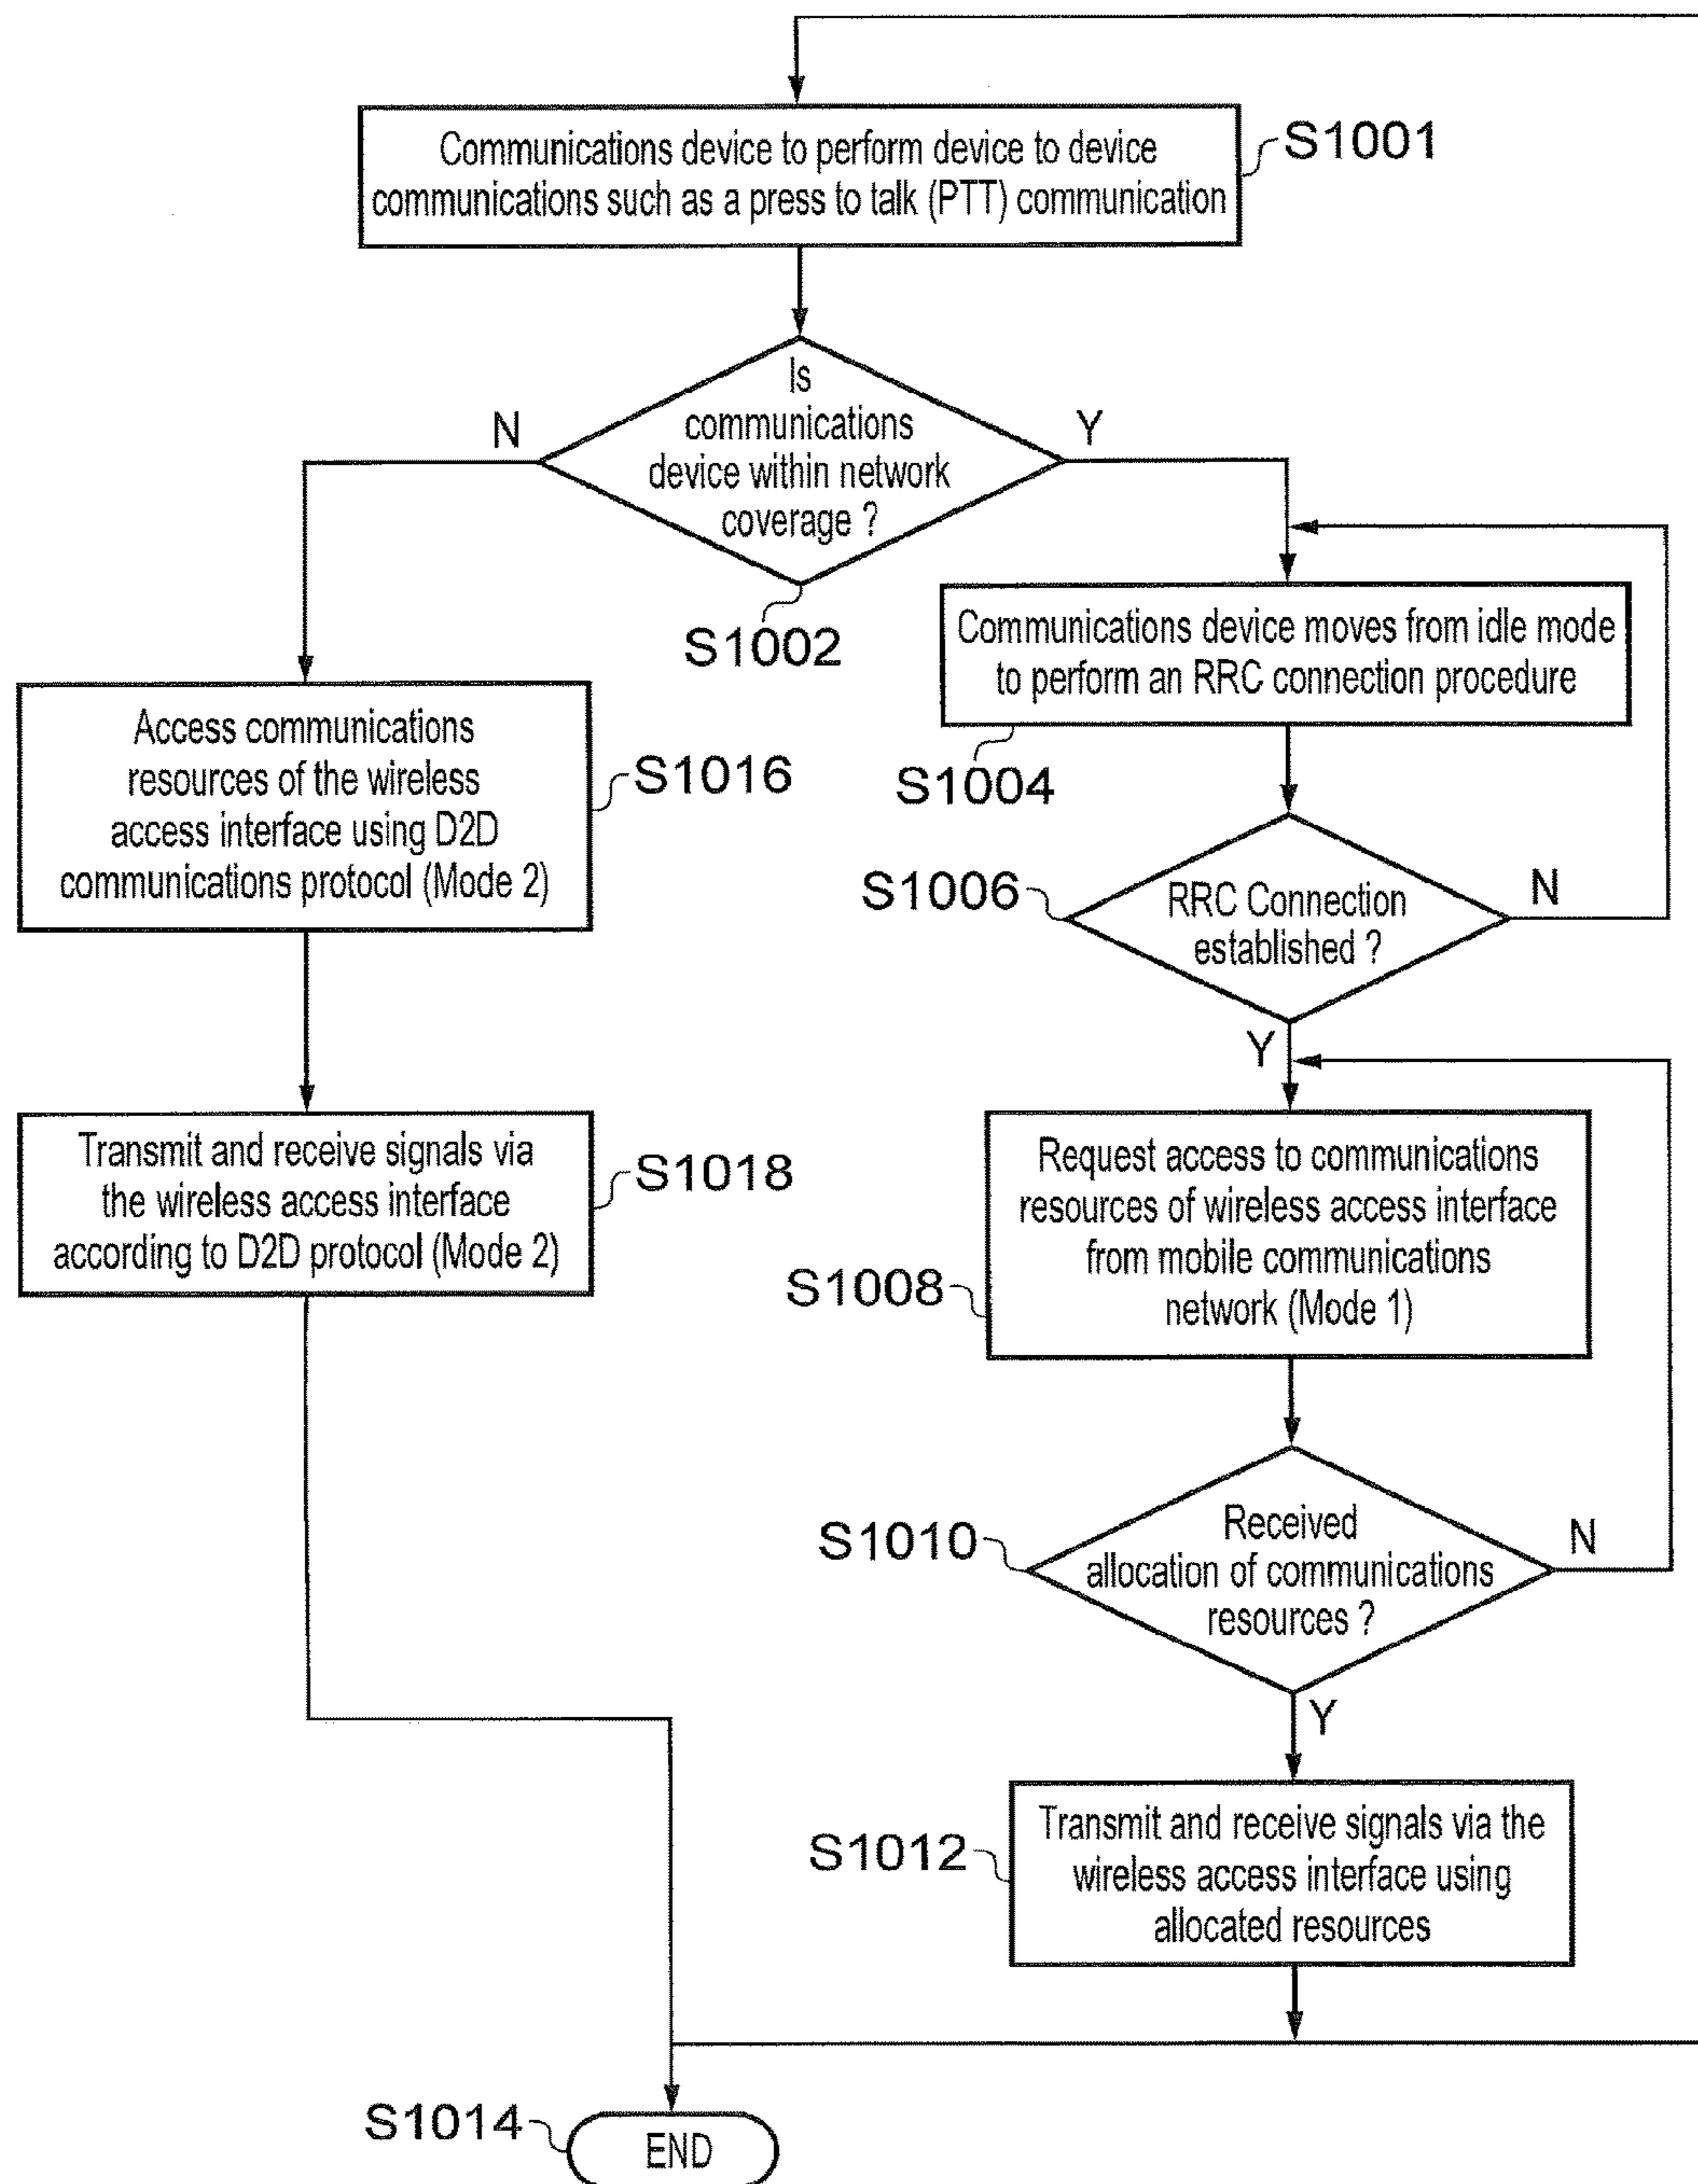 Communications device to perform device to device
communications such as a press to talk (PTT) communication
S1001
Is
communications
device within network
coverage ?
N
Y
S1002
Communications device moves from idle mode
to perform an RRC connection procedure
S1004
Access communications
resources of the wireless
access interface using D2D
communications protocol (Mode 2)
S1016
S1006
RRC Connection
established ?
N
Y
Transmit and receive signals via
the wireless access interface
according to D2D protocol (Mode 2)
S1018
Request access to communications
resources of wireless access interface
from mobile communications
network (Mode 1)
S1008
Received
allocation of communications
resources ?
S1010
N
Y
Transmit and receive signals via the
wireless access interface using
allocated resources
S1012
S1014
END